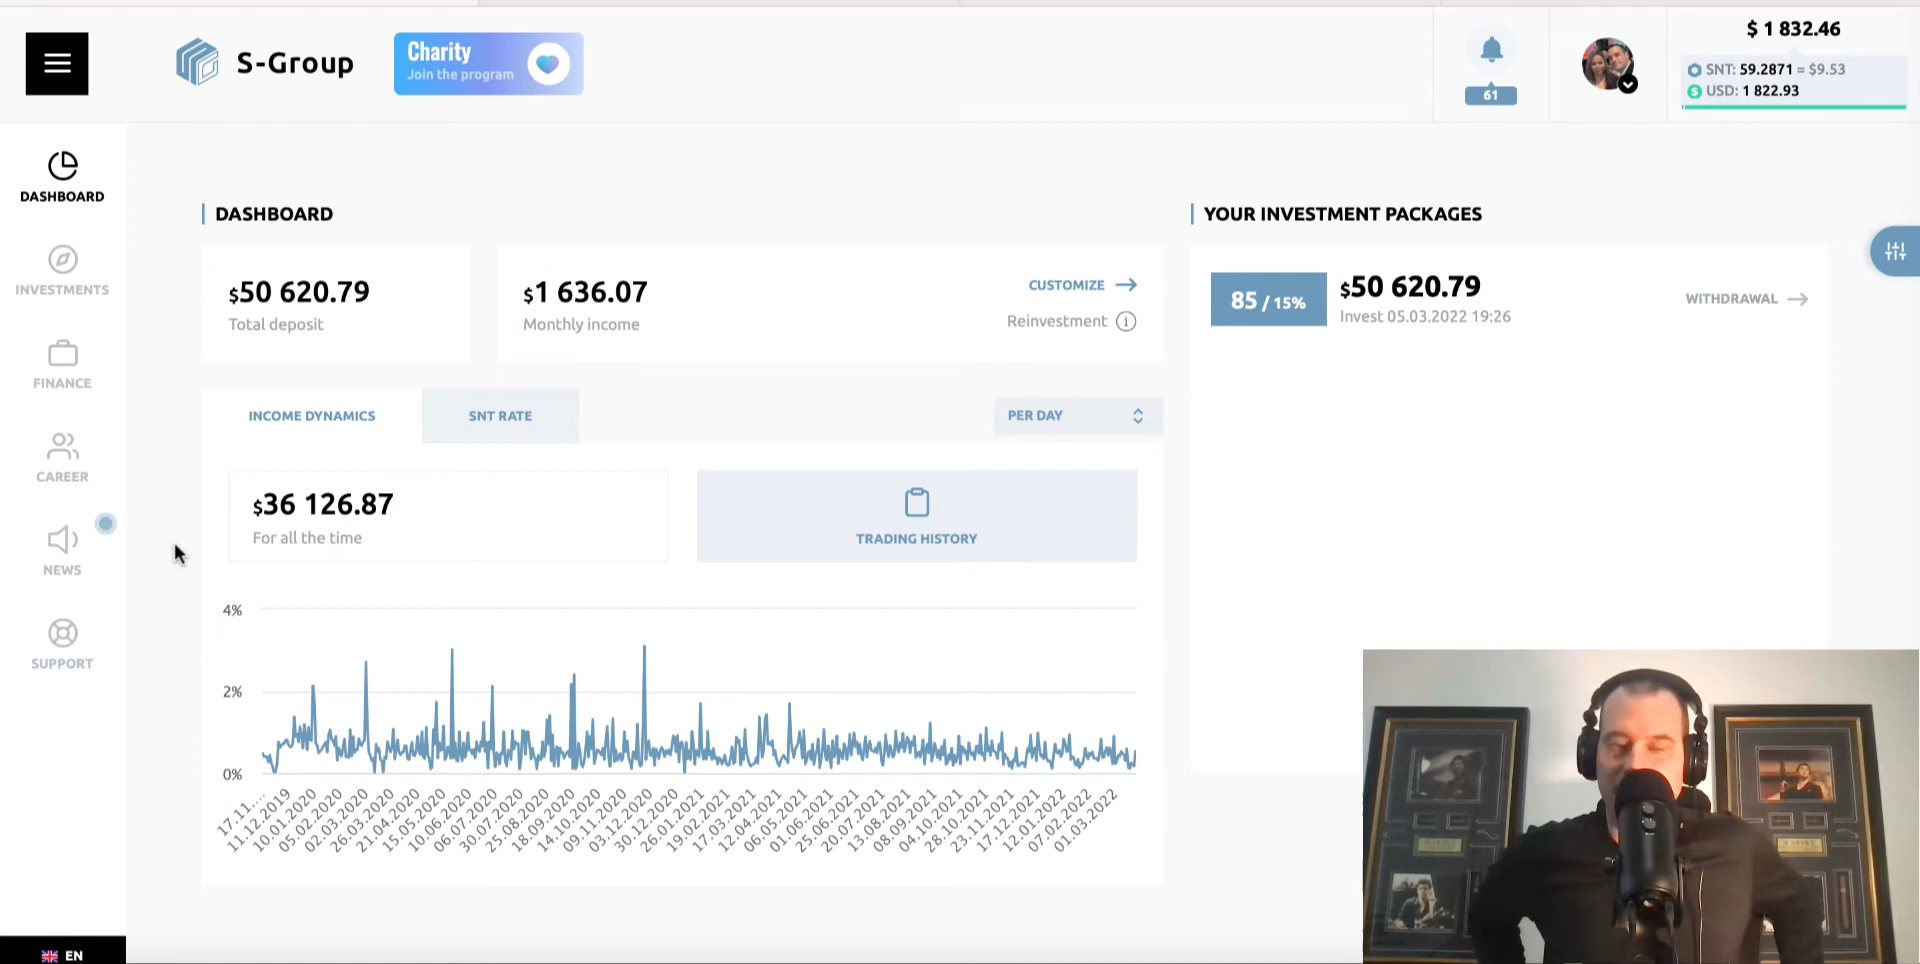 S-Group
Charity
Join the program
61
$ 1 832.46
SNT: 59.2871 = $9.53
USD: 1 822.93
DASHBOARD
INVESTMENTS
FINANCE
CAREER
NEWS
SUPPORT
EN
DASHBOARD
$50 620.79
Total deposit
$1 636.07
Monthly income
CUSTOMIZE
Reinvestment
INCOME DYNAMICS
SNT RATE
PER DAY
$36 126.87
For all the time
TRADING HISTORY
4%
2%
0%
17.11....
11.12.2019
10.01.2020
05.02.2020
02.03.2020
26.03.2020
21.04.2020
15.05.2020
10.06.2020
06.07.2020
30.07.2020
25.08.2020
18.09.2020
14.10.2020
09.11.2020
03.12.2020
30.12.2020
26.01.2021
19.02.2021
17.03.2021
12.04.2021
06.05.2021
01.06.2021
25.06.2021
20.07.2021
13.08.2021
08.09.2021
04.10.2021
28.10.2021
23.11.2021
17.12.2021
12.01.2022
07.02.2022
01.03.2022
YOUR INVESTMENT PACKAGES
85 / 15%
$50 620.79
Invest 05.03.2022 19:26
WITHDRAWAL